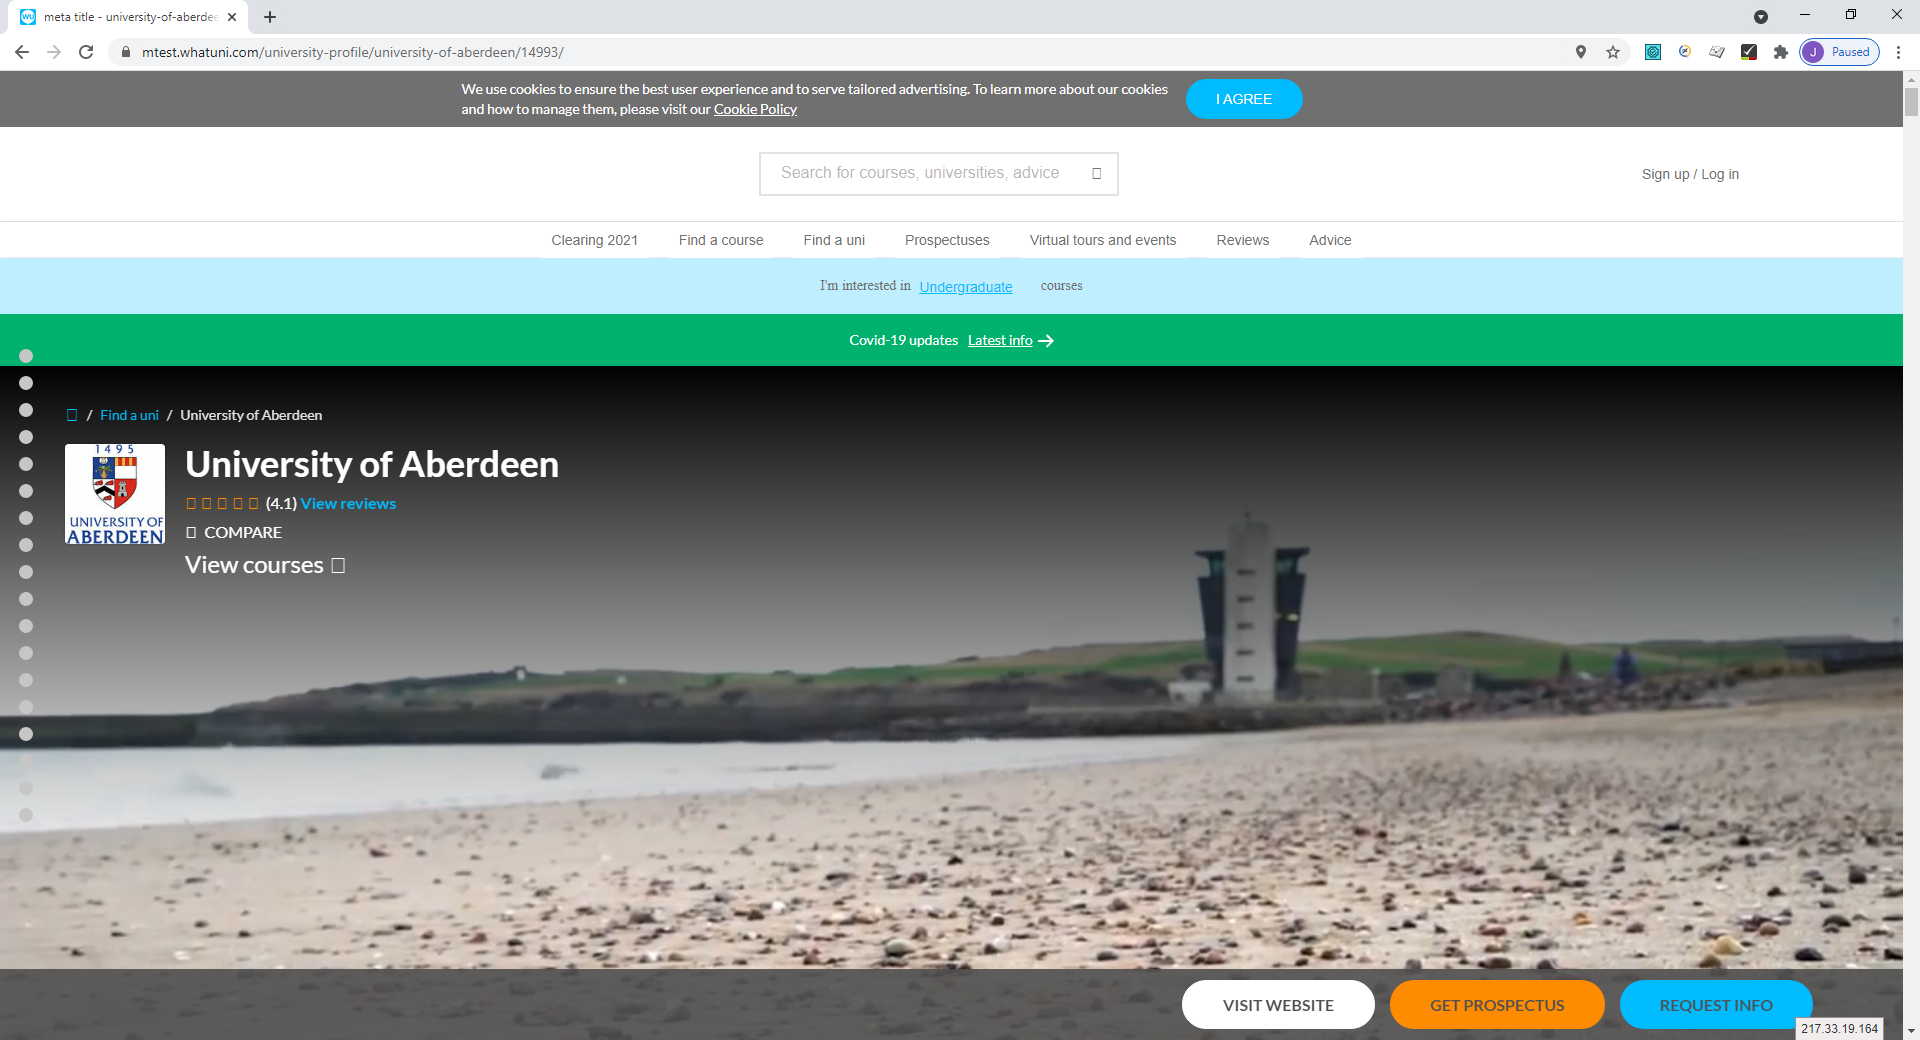 meta title - university-of-aberdee
mtest.whatuni.com/university-profile/university-of-aberdeen/14993/
J Paused
We use cookies to ensure the best user experience and to serve tailored advertising. To learn more about our cookies
and how to manage them, please visit our Cookie Policy
I AGREE
Search for courses, universities, advice
Sign up / Log in
Clearing 2021 Find a course Find a uni Prospectuses Virtual tours and events Reviews Advice
I'm interested in Undergraduate courses
Covid-19 updates Latest info
/ Find a uni / University of Aberdeen
1495
UNIVERSITY OF
ABERDEEN
University of Aberdeen
(4.1) View reviews
COMPARE
View courses
VISIT WEBSITE GET PROSPECTUS REQUEST INFO
217.33.19.164